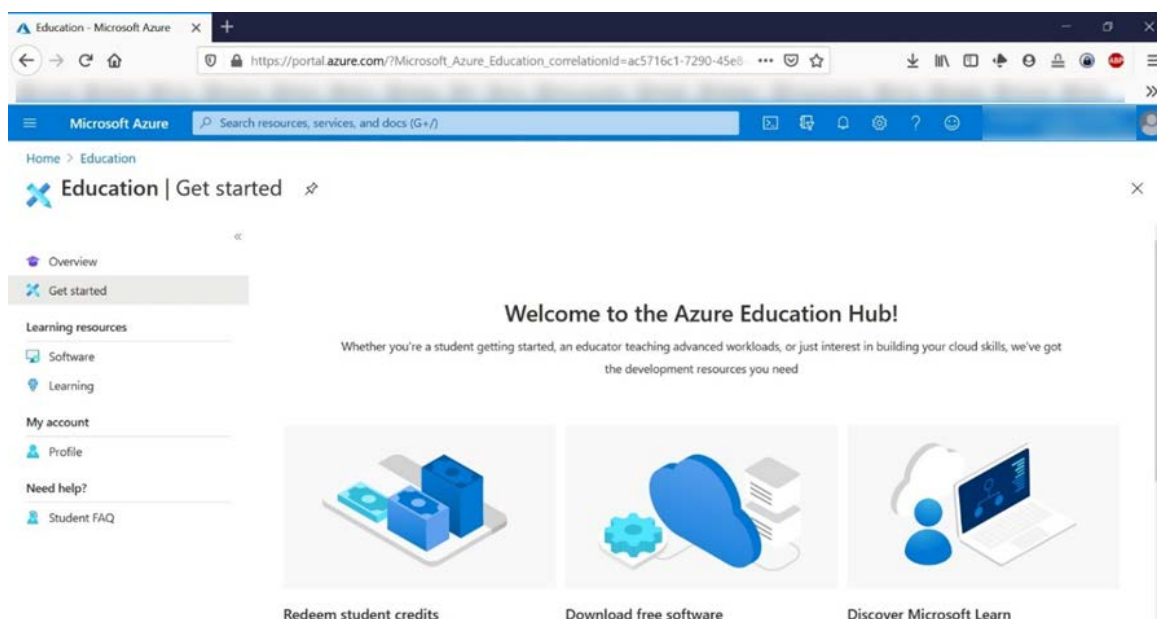 Education - Microsoft Azure
https://portal.azure.com/?Microsoft_Azure_Education_correlationId=ac5716c1-7290-45e8-
ABP
Microsoft Azure
Search resources, services, and docs (G+/)
Home > Education
Education | Get started
Overview
Get started
Learning resources
Software
Learning
My account
Profile
Need help?
Student FAQ
Welcome to the Azure Education Hub!
Whether you're a student getting started, an educator teaching advanced workloads, or just interest in building your cloud skills, we've got
the development resources you need
Redeem student credits
Download free software
Discover Microsoft Learn